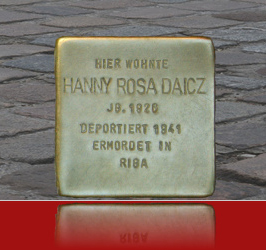 HIER WOHNTE
HANNY ROSA DAICZ
JG. 1920
DEPORTIERT 1941
ERMORDET IN
RIGA